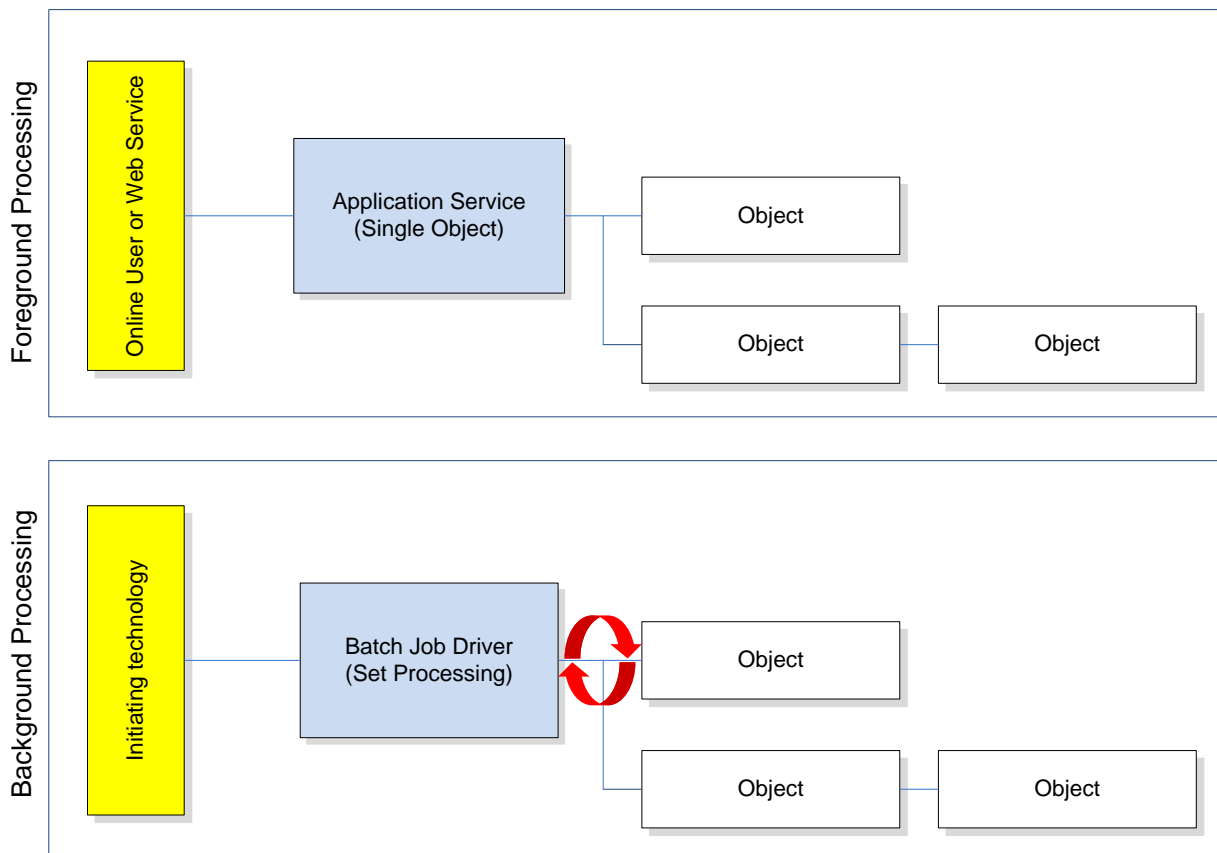 Foreground Processing
Online User or Web Service
Application Service
(Single Object)
Object
Object
Object
Background Processing
Initiating technology
Batch Job Driver
(Set Processing)
Object
Object
Object